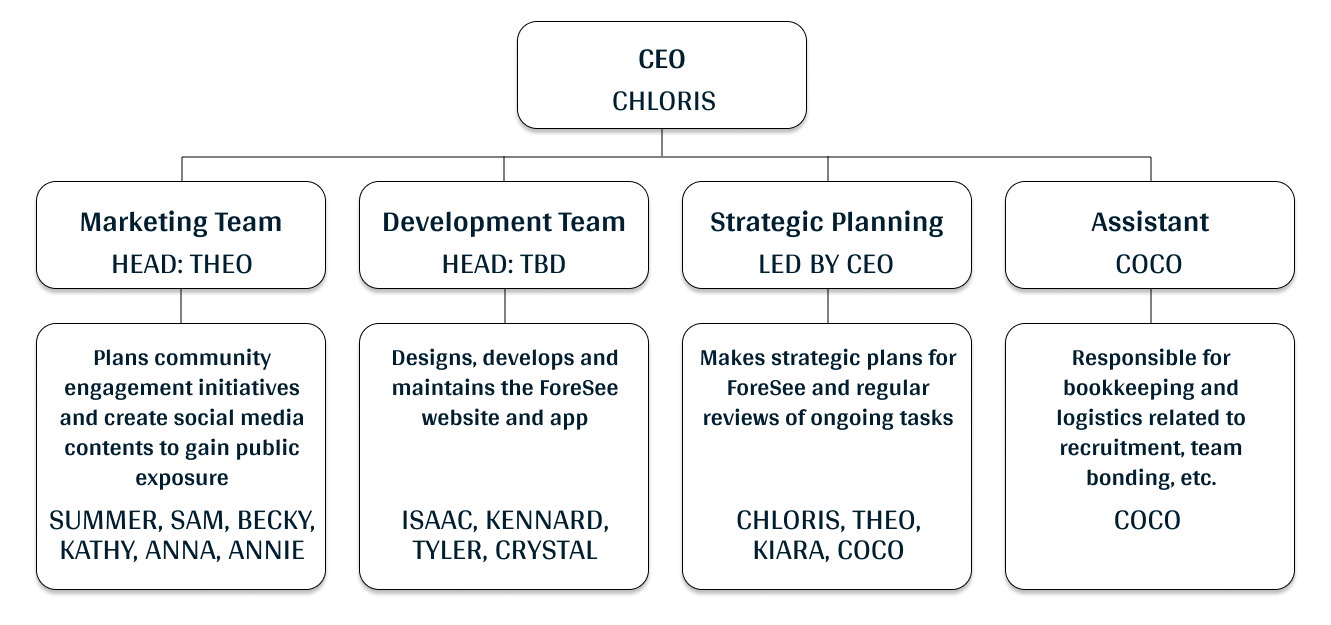 CEO
CHLORIS
Marketing Team
HEAD: THEO
Development Team
HEAD: TBD
Strategic Planning
LED BY CEO
Assistant
COCO
Plans community
engagement initiatives
and create social media
contents to gain public
exposure
SUMMER, SAM, BECKY,
KATHY, ANNA, ANNIE
Designs, develops and
maintains the ForeSee
website and app
ISAAC, KENNARD,
TYLER, CRYSTAL
Makes strategic plans for
ForeSee and regular
reviews of ongoing tasks
CHLORIS, THEO,
KIARA, COCO
Responsible for
bookkeeping and
logistics related to
recruitment, team
bonding, etc.
COCO